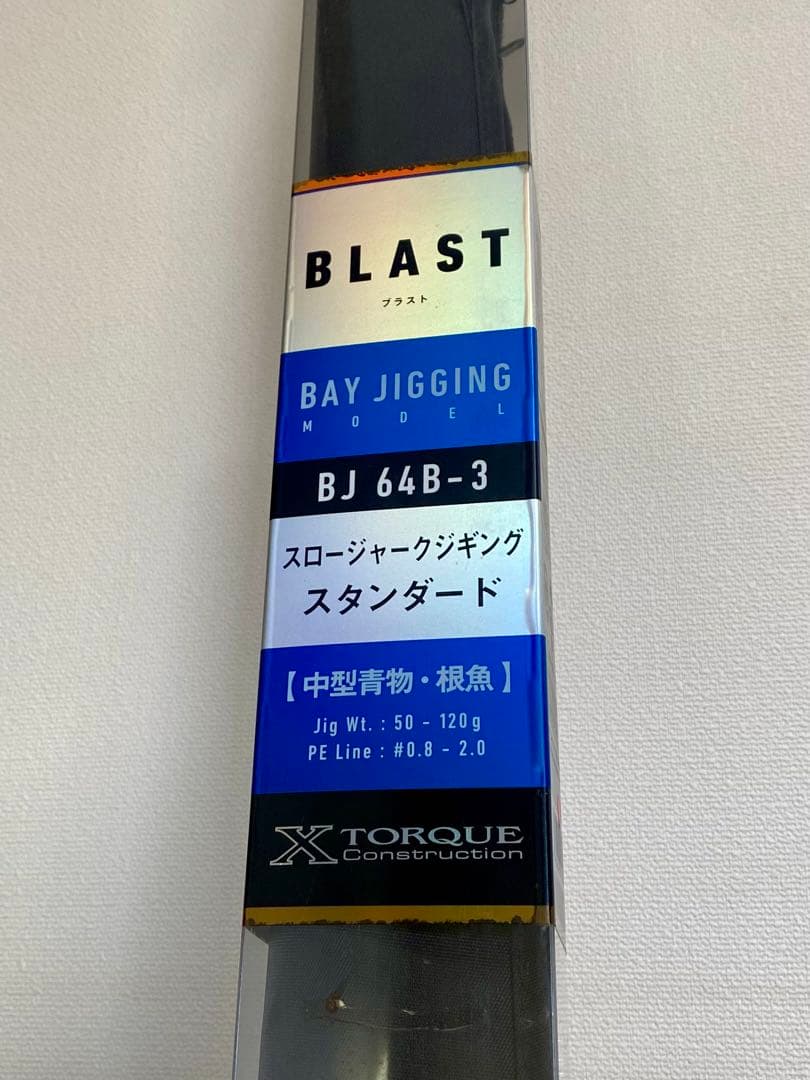 BLAST
ブラスト
BAY JIGGING
MODEL
BJ 64B-3
スロージャークジギング
スタンダード
【中型青物・根魚】
Jig Wt. : 50 - 120g
PE Line : #0.8 - 2.0
X TORQUE
Construction